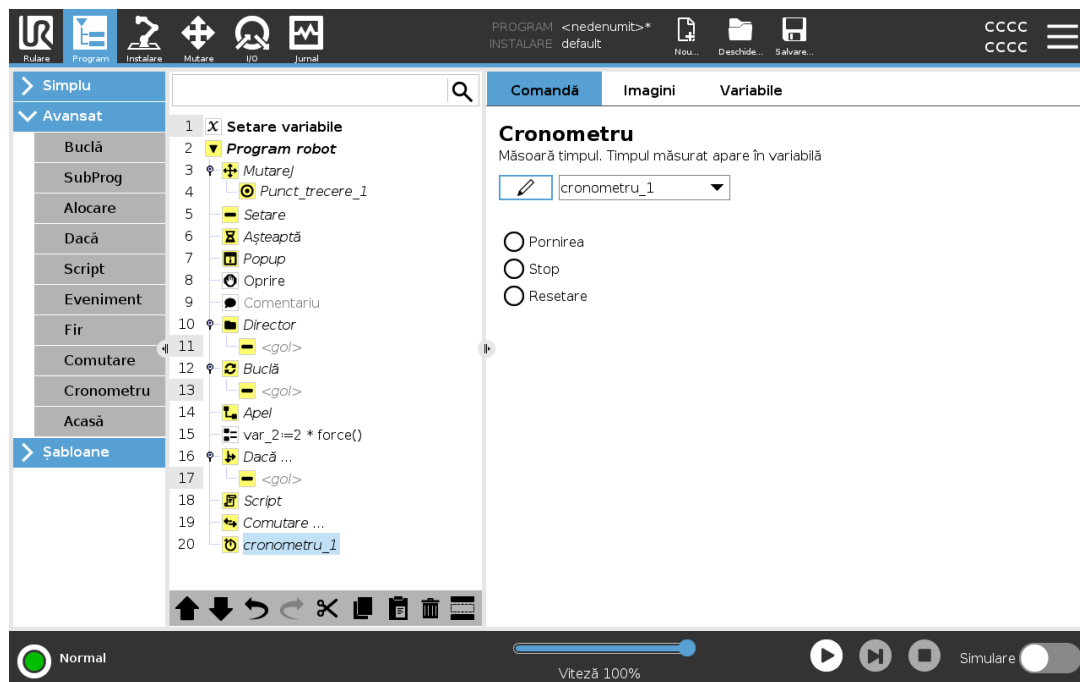 PROGRAM <nedenumit>*
INSTALARE default
Rulare
Program
Instalare
Mutare
I/O
Jurnal
Nou...
Deschide...
Salvare...
CCCC
CCCC
Simplu
Avansat
Buclă
SubProg
Alocare
Dacă
Script
Eveniment
Fir
Comutare
Cronometru
Acasă
Șabloane
1 X Setare variabile
2 Program robot
3 MutareJ
4 Punct_trecere_1
5 Setare
6 Așteaptă
7 Popup
8 Oprire
9 Comentariu
10 Director
11 <gol>
12 Buclă
13 <gol>
14 Apel
15 var_2:=2 * force()
16 Dacă ...
17 <gol>
18 Script
19 Comutare ...
20 cronometru_1
Comandă Imagini Variabile
Cronometru
Măsoară timpul. Timpul măsurat apare în variabilă
cronometru_1
Pornirea
Stop
Resetare
Normal
Viteză 100%
Simulare